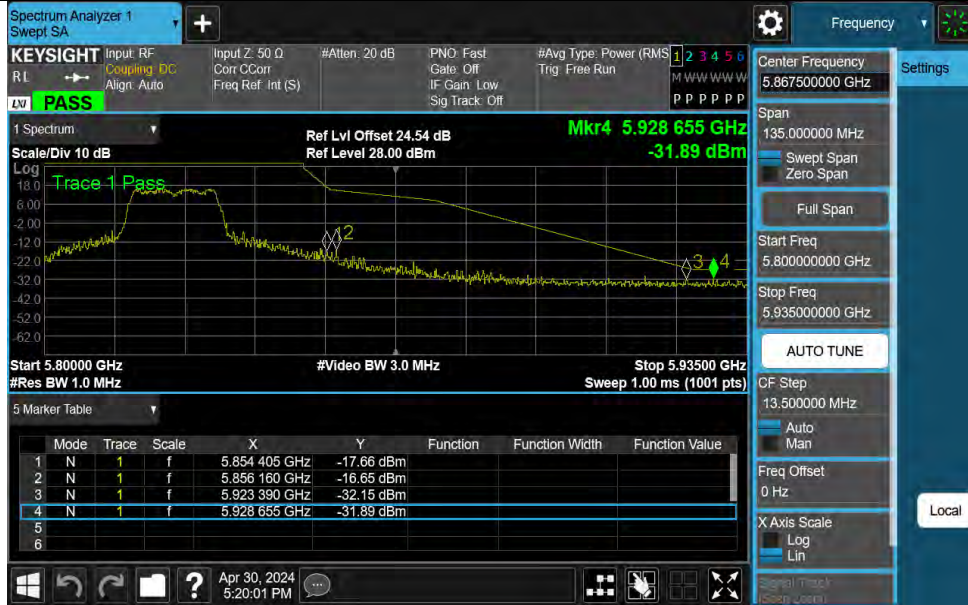 Spectrum Analyzer 1
Swept SA
Frequency
KEYSIGHT
RL
LXI
PASS
Input: RF
Coupling: DC
Align: Auto
Input Z: 50 Ω
Corr CCorr
Freq Ref: Int (S)
#Atten: 20 dB
PNO: Fast
Gate: Off
IF Gain: Low
Sig Track: Off
#Avg Type: Power (RMS
Trig: Free Run
1 2 3 4 5 6
M W W W W W
P P P P P P
1 Spectrum
Scale/Div 10 dB
Ref Lvl Offset 24.54 dB
Ref Level 28.00 dBm
Mkr4 5.928 655 GHz
-31.89 dBm
Log
Trace 1 Pass
18.0
8.00
-2.00
-12.0
-22.0
-32.0
-42.0
-52.0
-62.0
1 2
3
4
Start 5.80000 GHz
#Video BW 3.0 MHz
Stop 5.93500 GHz
#Res BW 1.0 MHz
Sweep 1.00 ms (1001 pts)
5 Marker Table
Mode Trace Scale X Y Function Function Width Function Value
1 N 1 f 5.854 405 GHz -17.66 dBm
2 N 1 f 5.856 160 GHz -16.65 dBm
3 N 1 f 5.923 390 GHz -32.15 dBm
4 N 1 f 5.928 655 GHz -31.89 dBm
5
6
Apr 30, 2024
5:20:01 PM
Center Frequency
5.867500000 GHz
Settings
Span
135.000000 MHz
Swept Span
Zero Span
Full Span
Start Freq
5.800000000 GHz
Stop Freq
5.935000000 GHz
AUTO TUNE
CF Step
13.500000 MHz
Auto
Man
Freq Offset
0 Hz
Local
X Axis Scale
Log
Lin
Signal Track
(Span Zoom)